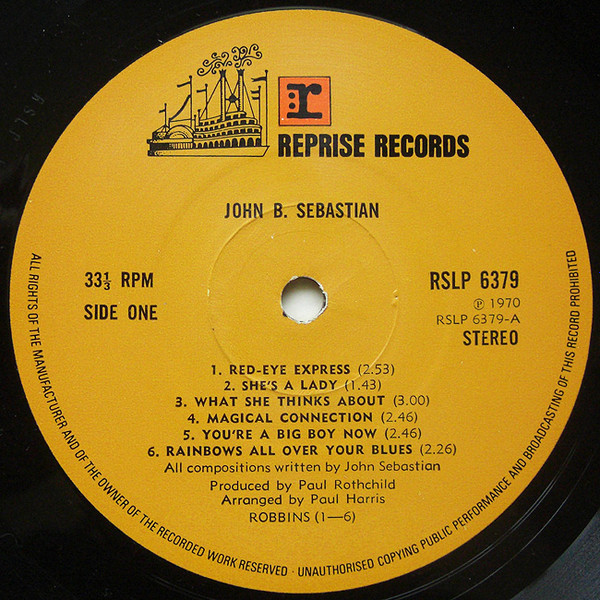 r
REPRISE RECORDS
JOHN B. SEBASTIAN
33⅓ RPM
SIDE ONE
RSLP 6379
℗ 1970
RSLP 6379-A
STEREO
1. RED-EYE EXPRESS (2.53)
2. SHE'S A LADY (1.43)
3. WHAT SHE THINKS ABOUT (3.00)
4. MAGICAL CONNECTION (2.46)
5. YOU'RE A BIG BOY NOW (2.46)
6. RAINBOWS ALL OVER YOUR BLUES (2.26)
All compositions written by John Sebastian
Produced by Paul Rothchild
Arranged by Paul Harris
ROBBINS (1—6)
ALL RIGHTS OF THE MANUFACTURER AND OF THE OWNER OF THE RECORDED WORK RESERVED · UNAUTHORISED COPYING PUBLIC PERFORMANCE AND BROADCASTING OF THIS RECORD PROHIBITED